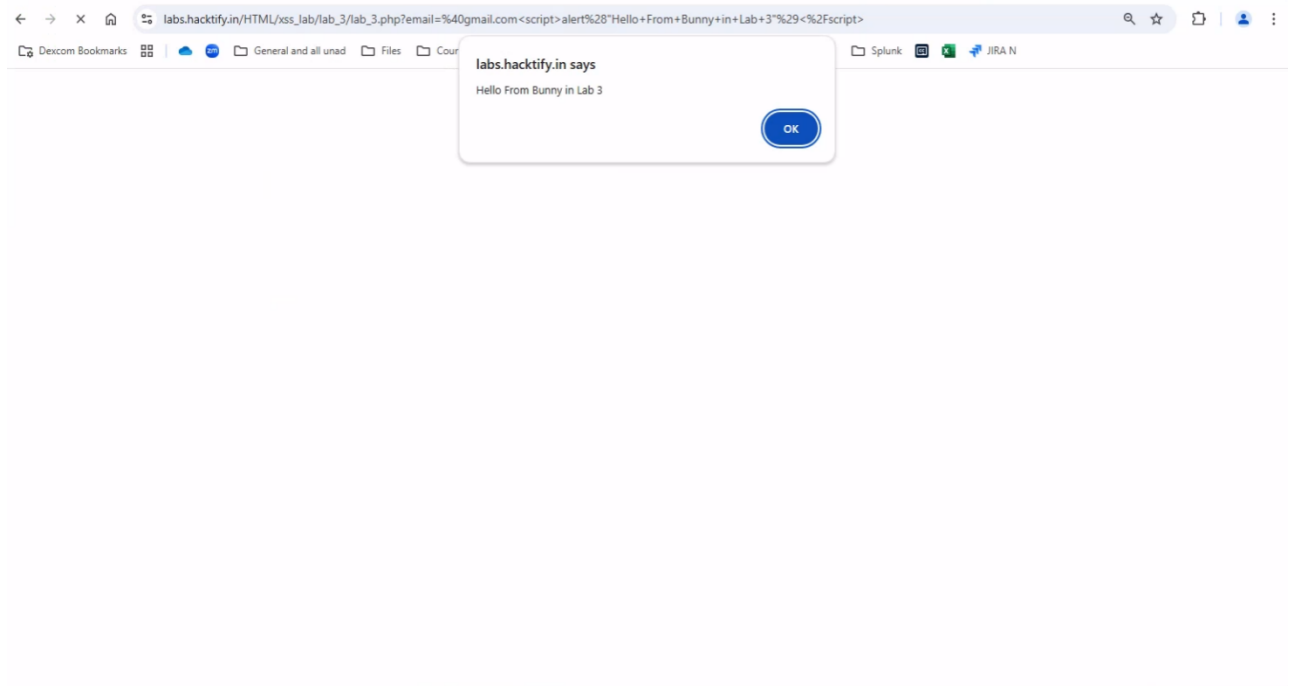 labs.hacktify.in/HTML/xss_lab/lab_3/lab_3.php?email=%40gmail.com<script>alert%28"Hello+From+Bunny+in+Lab+3"%29<%2Fscript>
Dexcom Bookmarks zm General and all unad Files Cour Splunk JIRA N
labs.hacktify.in says
Hello From Bunny in Lab 3
OK